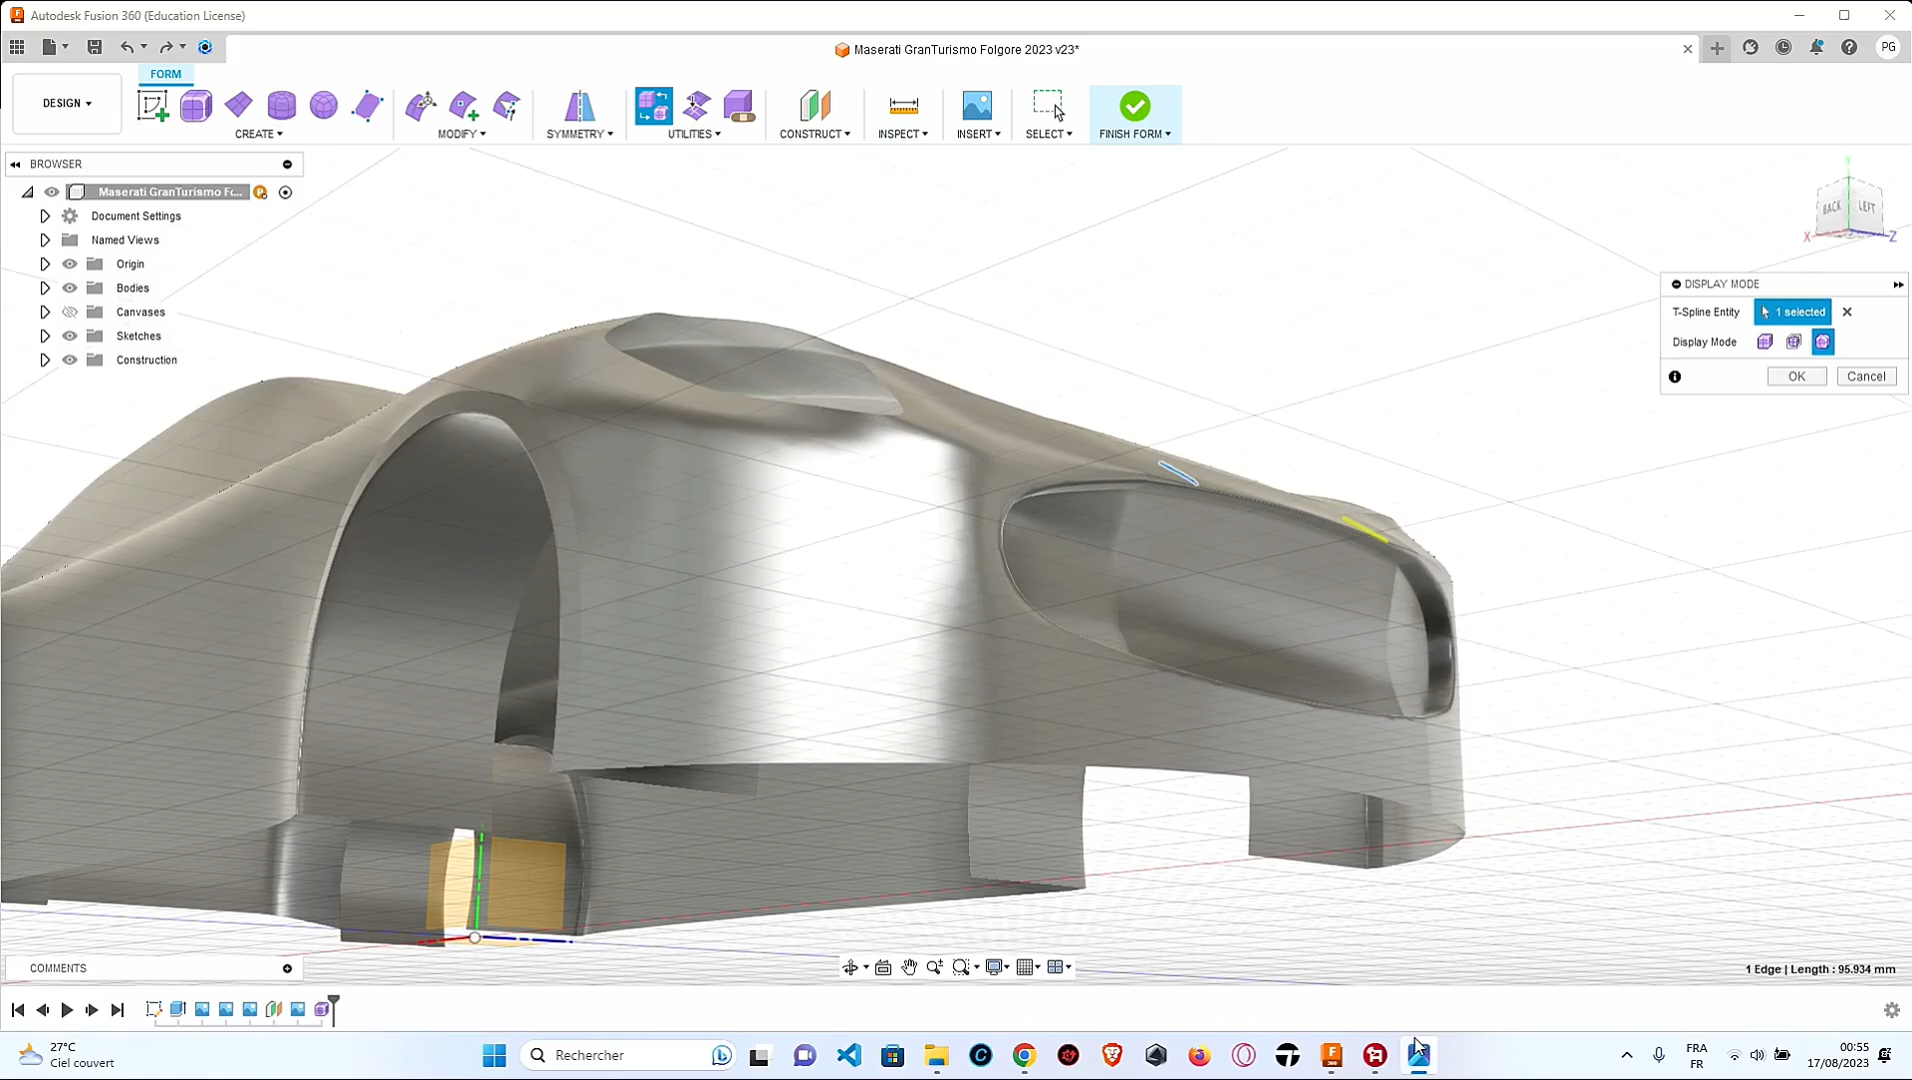 Autodesk Fusion 360 (Education License)
Maserati GranTurismo Folgore 2023 v23*
PG
FORM
DESIGN
CREATE
MODIFY
SYMMETRY
UTILITIES
CONSTRUCT
INSPECT
INSERT
SELECT
FINISH FORM
BROWSER
Maserati GranTurismo Fc...
P
Document Settings
Named Views
Origin
Bodies
Canvases
Sketches
Construction
BACK
LEFT
X
Z
DISPLAY MODE
T-Spline Entity
1 selected
Display Mode
OK
Cancel
COMMENTS
1 Edge | Length : 95.934 mm
27°C
Ciel couvert
Rechercher
FRA
FR
00:55
17/08/2023